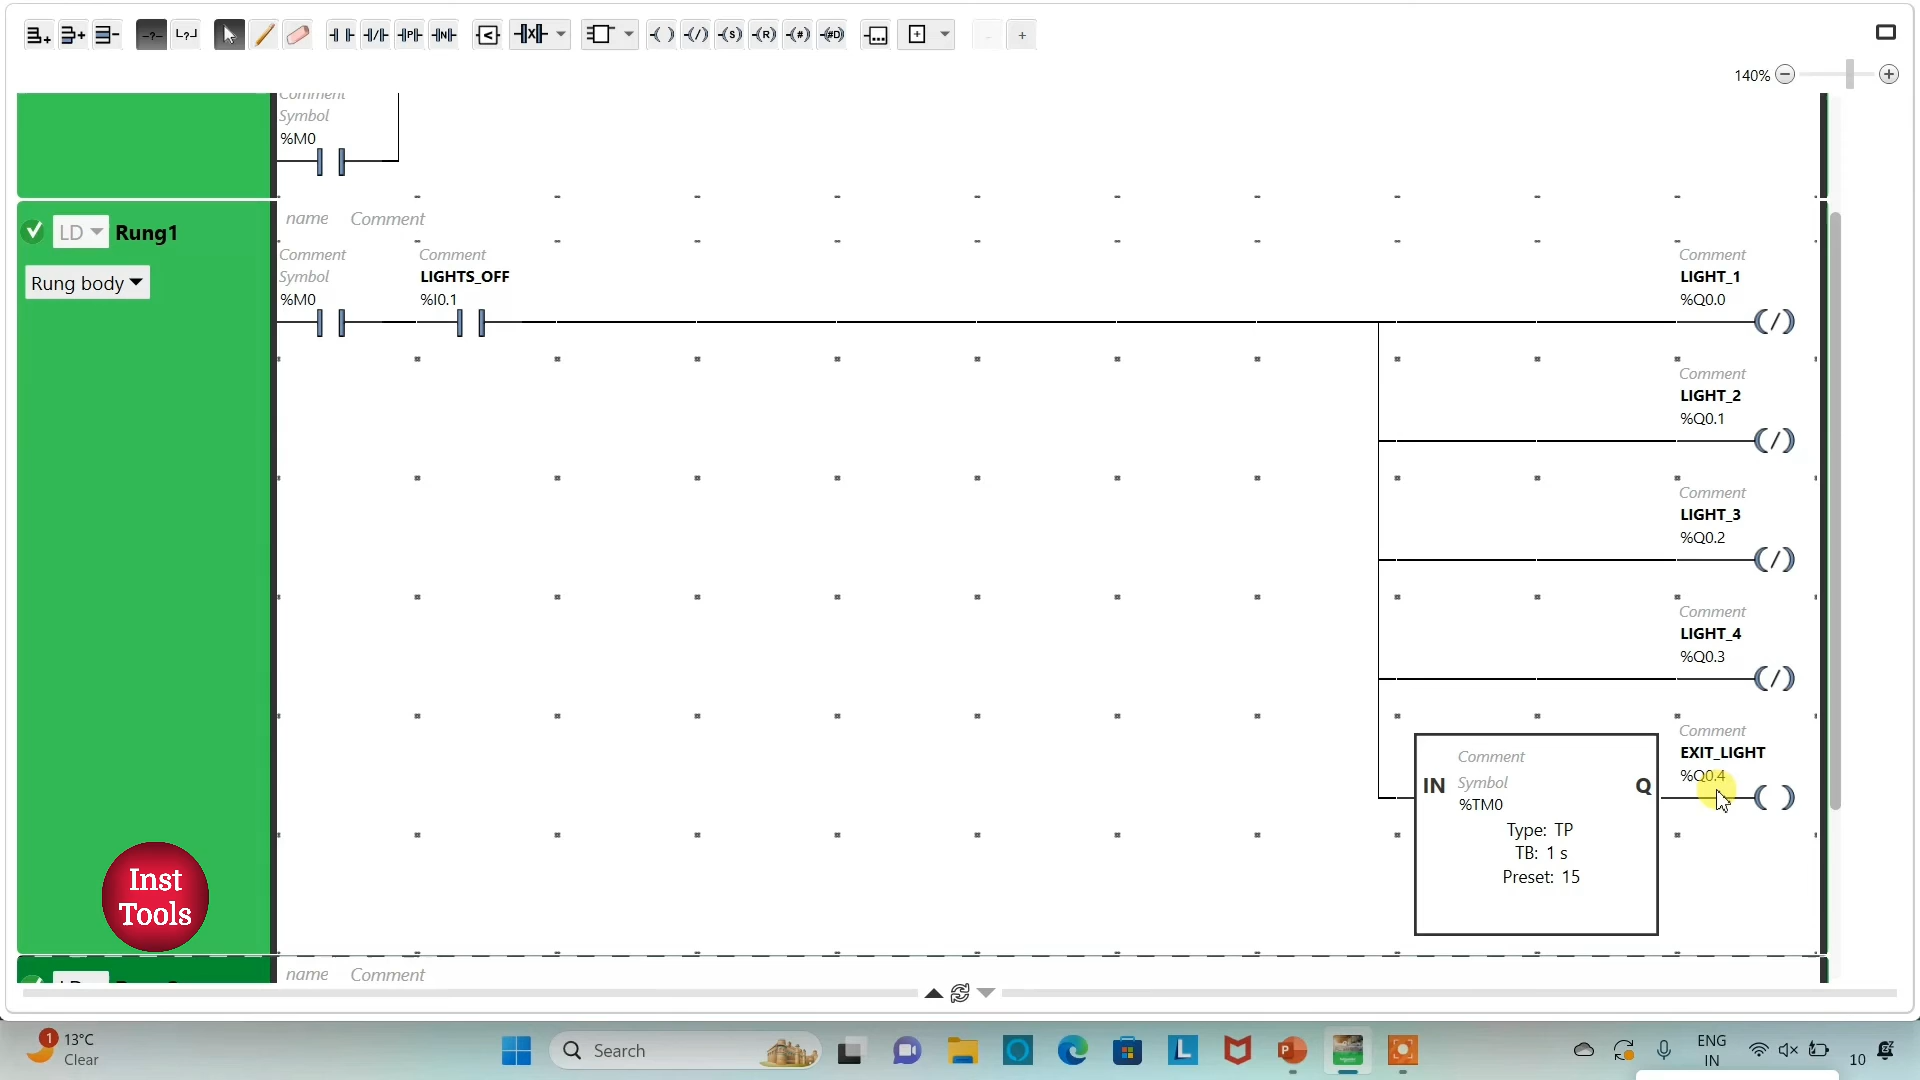 140%
Comment
Symbol
%M0
name Comment
LD Rung1
Rung body
Comment
Symbol
%M0
Comment
LIGHTS_OFF
%I0.1
Comment
LIGHT_1
%Q0.0
Comment
LIGHT_2
%Q0.1
Comment
LIGHT_3
%Q0.2
Comment
LIGHT_4
%Q0.3
Comment
EXIT_LIGHT
%Q0.4
IN
Comment
Symbol
%TM0
Q
Type: TP
TB: 1 s
Preset: 15
Inst
Tools
name Comment
1
13°C
Clear
Search
ENG
IN
10